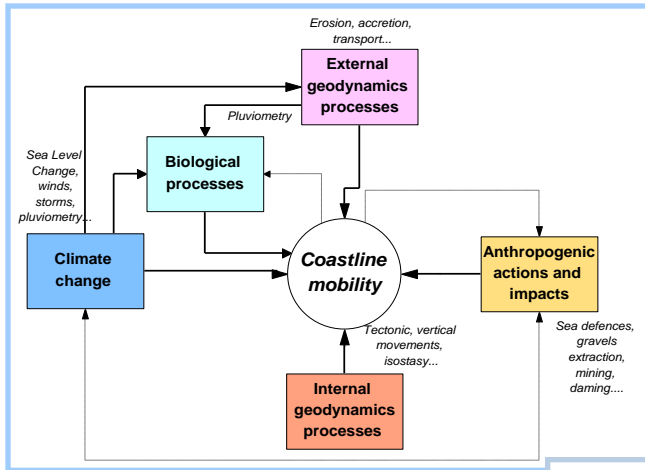 Erosion, accretion,
transport...
External
geodynamics
processes
Pluviometry
Sea Level
Change,
winds,
storms,
pluviometry...
Biological
processes
Climate
change
Coastline
mobility
Anthropogenic
actions and
impacts
Tectonic, vertical
movements,
isostasy...
Sea defences,
gravels
extraction,
mining,
daming....
Internal
geodynamics
processes